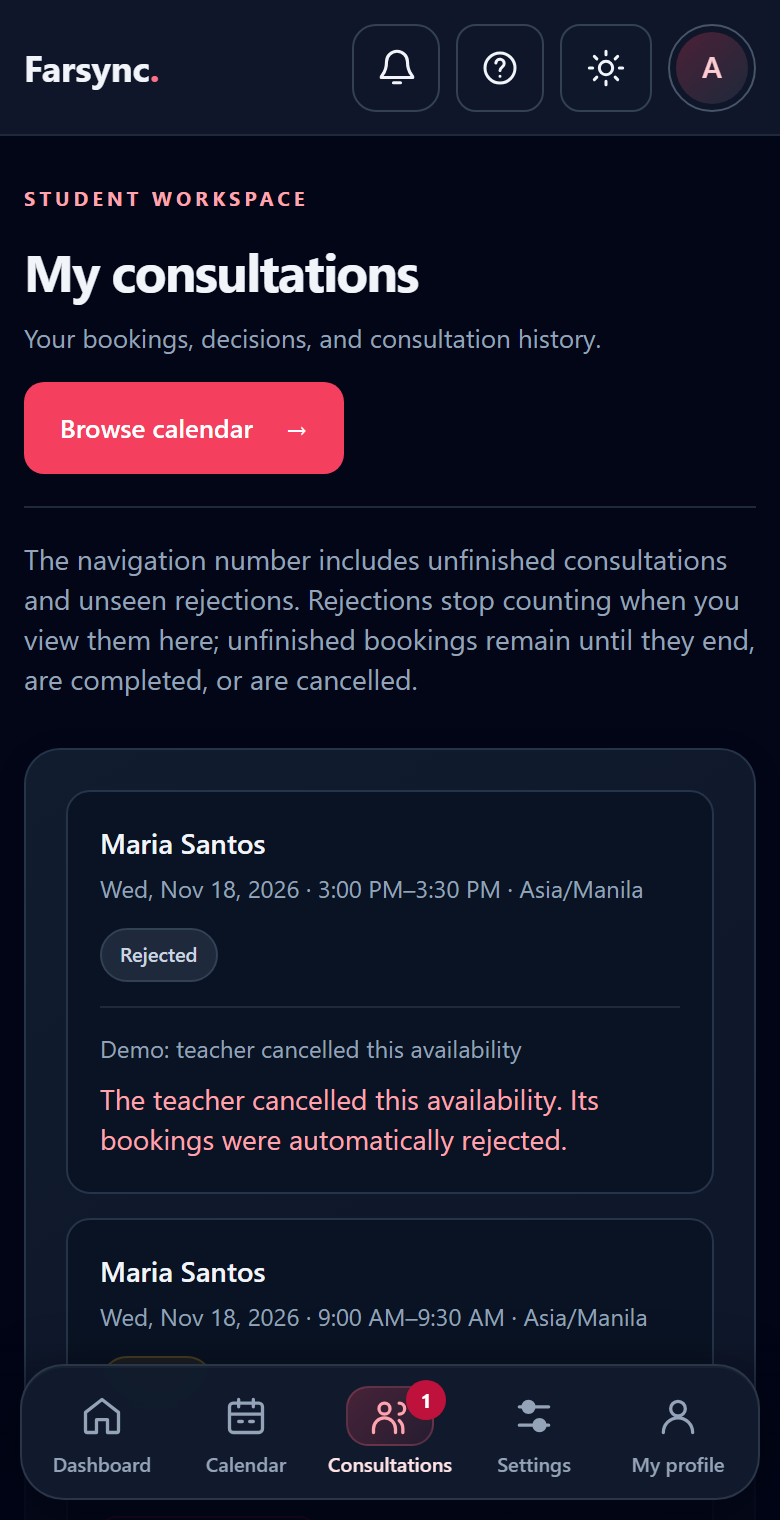 Farsync.
A
STUDENT WORKSPACE
My consultations
Your bookings, decisions, and consultation history.
Browse calendar →
The navigation number includes unfinished consultations
and unseen rejections. Rejections stop counting when you
view them here; unfinished bookings remain until they end,
are completed, or are cancelled.
Maria Santos
Wed, Nov 18, 2026 · 3:00 PM–3:30 PM · Asia/Manila
Rejected
Demo: teacher cancelled this availability
The teacher cancelled this availability. Its
bookings were automatically rejected.
Maria Santos
Wed, Nov 18, 2026 · 9:00 AM–9:30 AM · Asia/Manila
1
Dashboard
Calendar
Consultations
Settings
My profile